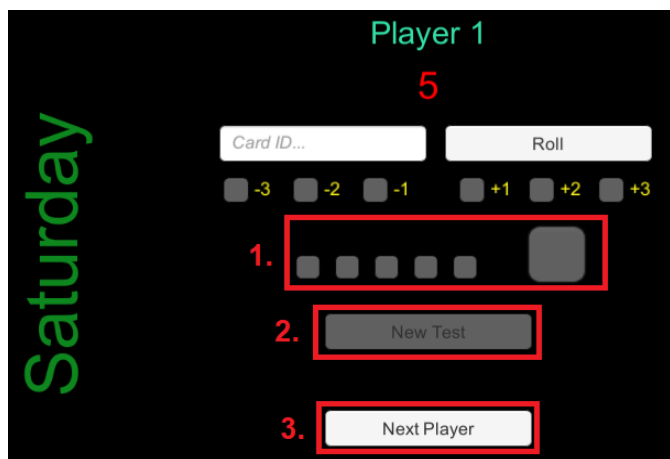 Player 1
5
Saturday
Card ID...
Roll
-3 -2 -1 +1 +2 +3
1.
2. New Test
3. Next Player